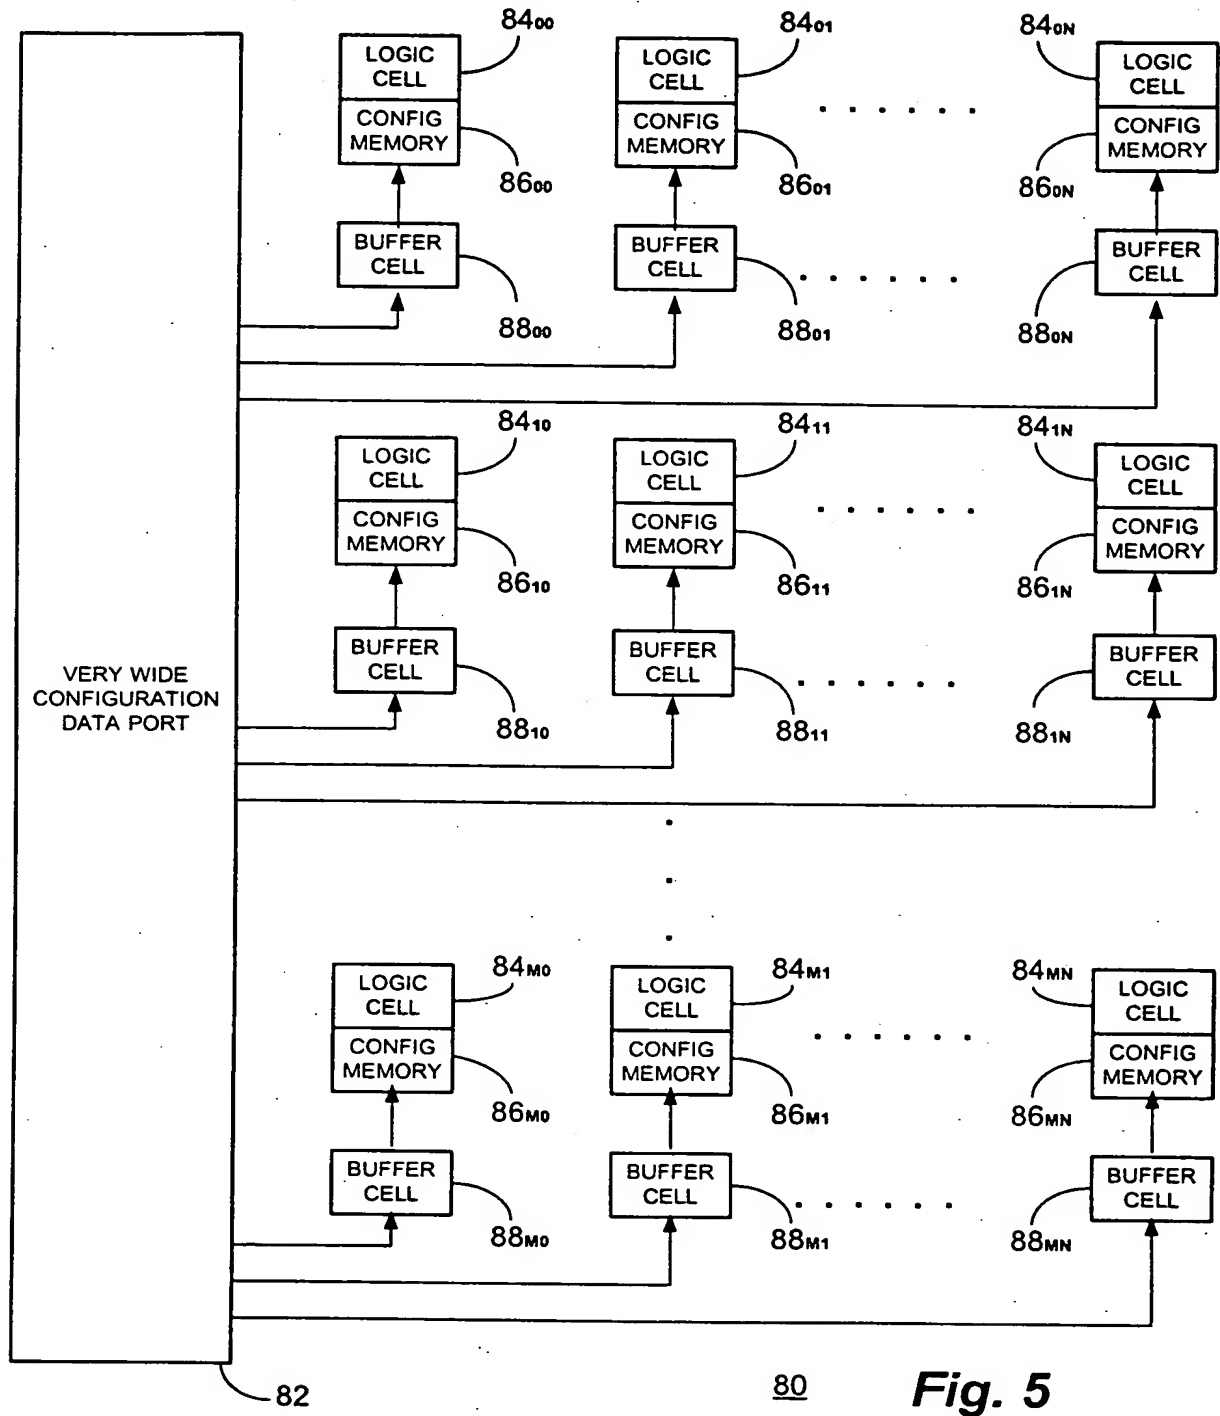 84₀₀ 84₀₁ 84₀N
LOGIC CELL LOGIC CELL LOGIC CELL
CONFIG MEMORY CONFIG MEMORY CONFIG MEMORY
86₀₀ 86₀₁ 86₀N
BUFFER CELL BUFFER CELL BUFFER CELL
88₀₀ 88₀₁ 88₀N
84₁₀ 84₁₁ 84₁N
LOGIC CELL LOGIC CELL LOGIC CELL
CONFIG MEMORY CONFIG MEMORY CONFIG MEMORY
86₁₀ 86₁₁ 86₁N
BUFFER CELL BUFFER CELL BUFFER CELL
VERY WIDE
CONFIGURATION
DATA PORT
88₁₀ 88₁₁ 88₁N
84M₀ 84M₁ 84MN
LOGIC CELL LOGIC CELL LOGIC CELL
CONFIG MEMORY CONFIG MEMORY CONFIG MEMORY
86M₀ 86M₁ 86MN
BUFFER CELL BUFFER CELL BUFFER CELL
88M₀ 88M₁ 88MN
82 80 Fig. 5